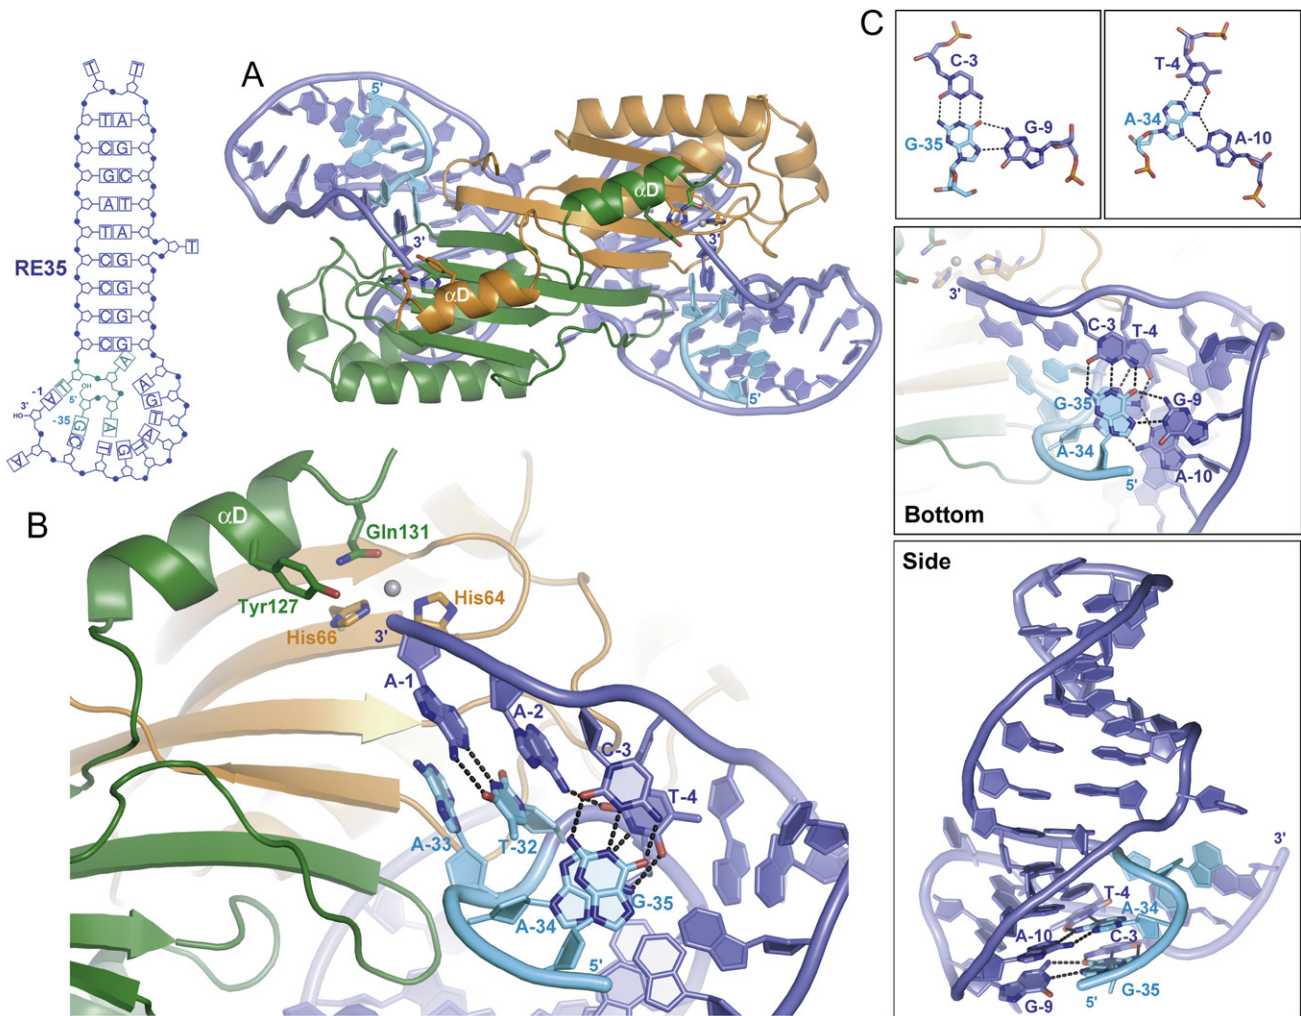 A
C
T T
T A
C G
G C
A T
T A
C G
C G
C G
C G
T
RE35
A
-1
3'
HO
OH
5'
-35
A
T
A
G
A
A
G
T
A
C
T
G
A
5'
αD
3'
αD
3'
5'
C-3
G-35
G-9
T-4
A-34
A-10
3'
C-3
T-4
G-35
G-9
A-34
A-10
5'
Bottom
B
αD
Gln131
Tyr127
His64
His66
3'
A-1
A-2
C-3
T-4
A-33
T-32
G-35
A-34
5'
Side
3'
T-4
A-34
A-10
C-3
5'
G-35
G-9